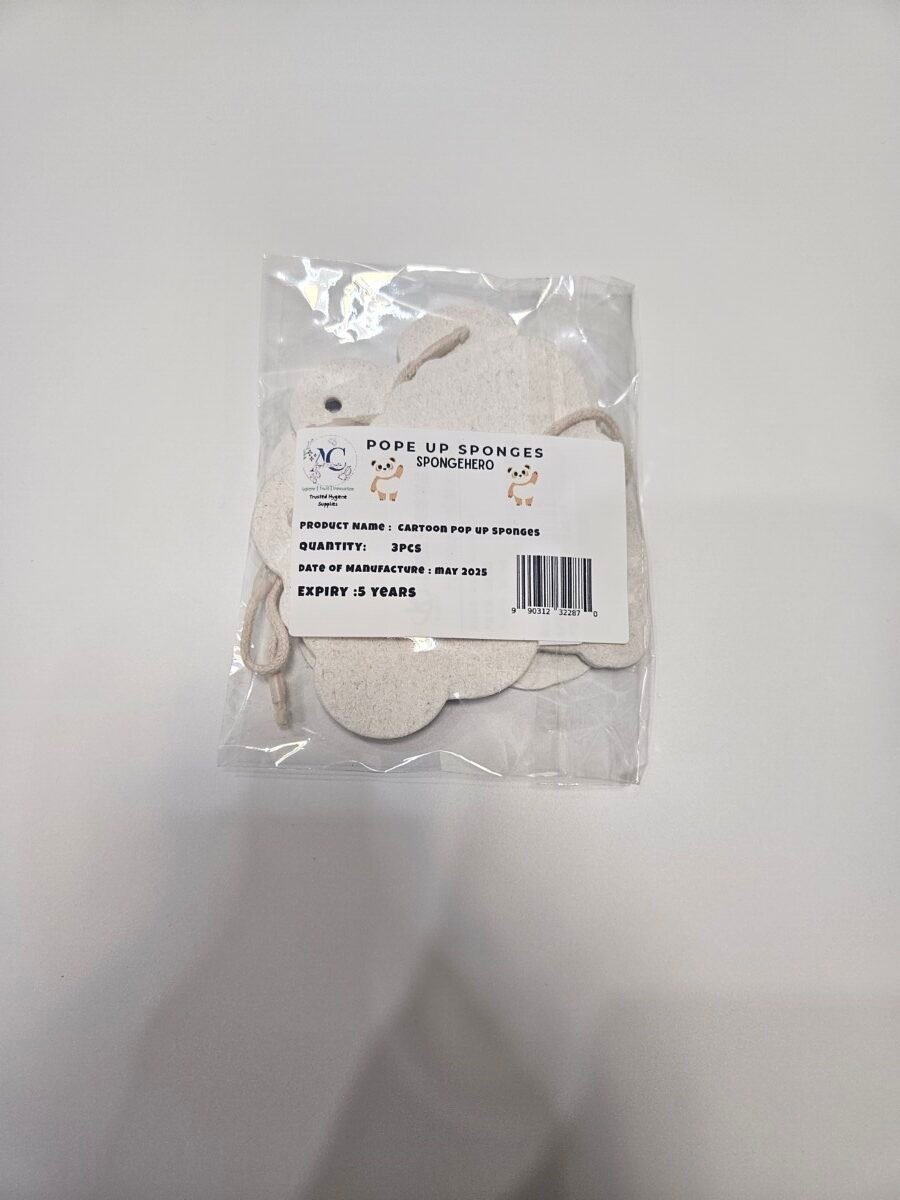 POPE UP SPONGES
SPONGEHERO
Trusted Hygiene
Supplies
Product Name : Cartoon Pop Up Sponges
Quantity: 3PCS
Date of Manufacture : May 2025
Expiry :5 Years
9 90312 32287 0